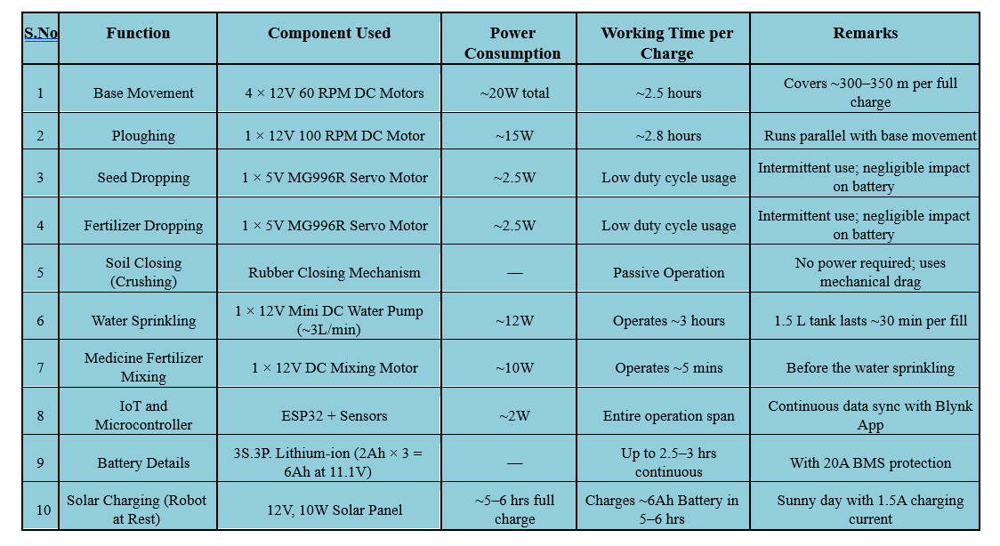 S.No Function Component Used Power Consumption Working Time per Charge Remarks
1 Base Movement 4 × 12V 60 RPM DC Motors ~20W total ~2.5 hours Covers ~300–350 m per full charge
2 Ploughing 1 × 12V 100 RPM DC Motor ~15W ~2.8 hours Runs parallel with base movement
3 Seed Dropping 1 × 5V MG996R Servo Motor ~2.5W Low duty cycle usage Intermittent use; negligible impact on battery
4 Fertilizer Dropping 1 × 5V MG996R Servo Motor ~2.5W Low duty cycle usage Intermittent use; negligible impact on battery
5 Soil Closing (Crushing) Rubber Closing Mechanism — Passive Operation No power required; uses mechanical drag
6 Water Sprinkling 1 × 12V Mini DC Water Pump (~3L/min) ~12W Operates ~3 hours 1.5 L tank lasts ~30 min per fill
7 Medicine Fertilizer Mixing 1 × 12V DC Mixing Motor ~10W Operates ~5 mins Before the water sprinkling
8 IoT and Microcontroller ESP32 + Sensors ~2W Entire operation span Continuous data sync with Blynk App
9 Battery Details 3S.3P. Lithium-ion (2Ah × 3 = 6Ah at 11.1V) — Up to 2.5–3 hrs continuous With 20A BMS protection
10 Solar Charging (Robot at Rest) 12V, 10W Solar Panel ~5–6 hrs full charge Charges ~6Ah Battery in 5–6 hrs Sunny day with 1.5A charging current